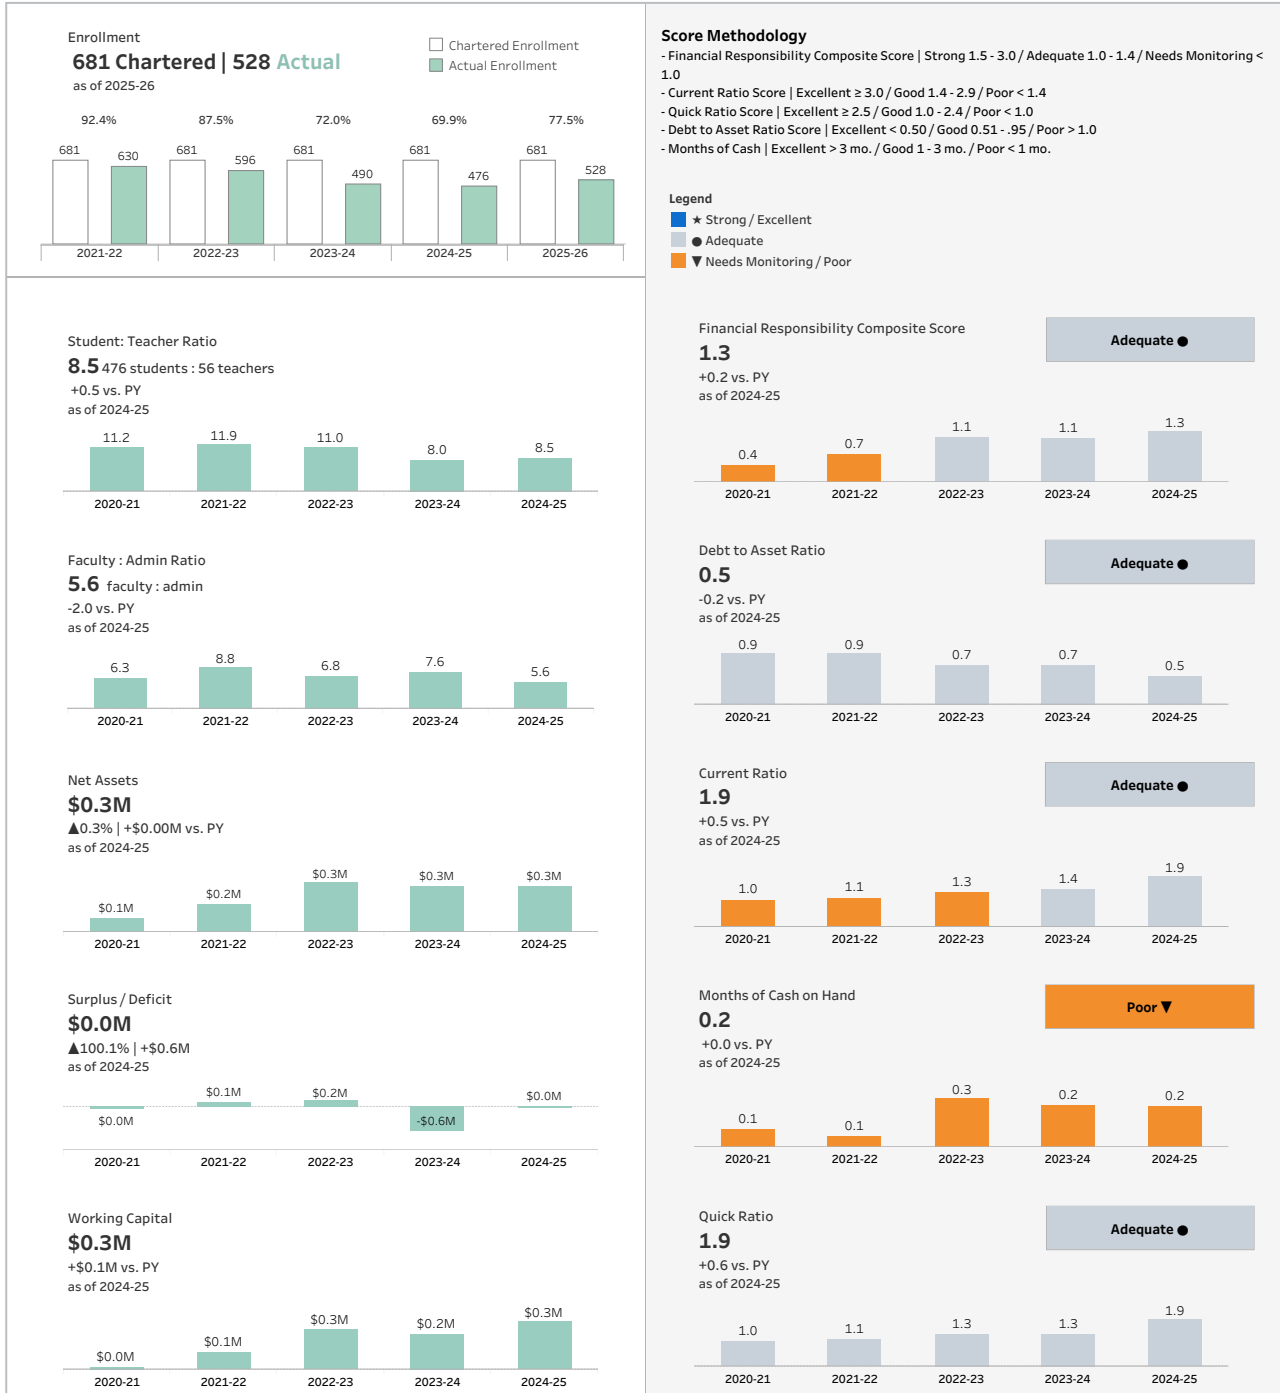 Enrollment
681 Chartered | 528 Actual
as of 2025-26
Chartered Enrollment
Actual Enrollment
92.4% 87.5% 72.0% 69.9% 77.5%
681 630 681 596 681 490 681 476 681 528
2021-22 2022-23 2023-24 2024-25 2025-26
Score Methodology
- Financial Responsibility Composite Score | Strong 1.5 - 3.0 / Adequate 1.0 - 1.4 / Needs Monitoring <
1.0
- Current Ratio Score | Excellent ≥ 3.0 / Good 1.4 - 2.9 / Poor < 1.4
- Quick Ratio Score | Excellent ≥ 2.5 / Good 1.0 - 2.4 / Poor < 1.0
- Debt to Asset Ratio Score | Excellent < 0.50 / Good 0.51 - .95 / Poor > 1.0
- Months of Cash | Excellent > 3 mo. / Good 1 - 3 mo. / Poor < 1 mo.
Legend
★ Strong / Excellent
● Adequate
▼ Needs Monitoring / Poor
Student: Teacher Ratio
8.5 476 students : 56 teachers
+0.5 vs. PY
as of 2024-25
11.2 11.9 11.0 8.0 8.5
2020-21 2021-22 2022-23 2023-24 2024-25
Faculty : Admin Ratio
5.6 faculty : admin
-2.0 vs. PY
as of 2024-25
6.3 8.8 6.8 7.6 5.6
2020-21 2021-22 2022-23 2023-24 2024-25
Net Assets
$0.3M
▲0.3% | +$0.00M vs. PY
as of 2024-25
$0.1M $0.2M $0.3M $0.3M $0.3M
2020-21 2021-22 2022-23 2023-24 2024-25
Surplus / Deficit
$0.0M
▲100.1% | +$0.6M
as of 2024-25
$0.0M $0.1M $0.2M -$0.6M $0.0M
2020-21 2021-22 2022-23 2023-24 2024-25
Working Capital
$0.3M
+$0.1M vs. PY
as of 2024-25
$0.0M $0.1M $0.3M $0.2M $0.3M
2020-21 2021-22 2022-23 2023-24 2024-25
Financial Responsibility Composite Score
1.3
+0.2 vs. PY
as of 2024-25
Adequate ●
0.4 0.7 1.1 1.1 1.3
2020-21 2021-22 2022-23 2023-24 2024-25
Debt to Asset Ratio
0.5
-0.2 vs. PY
as of 2024-25
Adequate ●
0.9 0.9 0.7 0.7 0.5
2020-21 2021-22 2022-23 2023-24 2024-25
Current Ratio
1.9
+0.5 vs. PY
as of 2024-25
Adequate ●
1.0 1.1 1.3 1.4 1.9
2020-21 2021-22 2022-23 2023-24 2024-25
Months of Cash on Hand
0.2
+0.0 vs. PY
as of 2024-25
Poor ▼
0.1 0.1 0.3 0.2 0.2
2020-21 2021-22 2022-23 2023-24 2024-25
Quick Ratio
1.9
+0.6 vs. PY
as of 2024-25
Adequate ●
1.0 1.1 1.3 1.3 1.9
2020-21 2021-22 2022-23 2023-24 2024-25